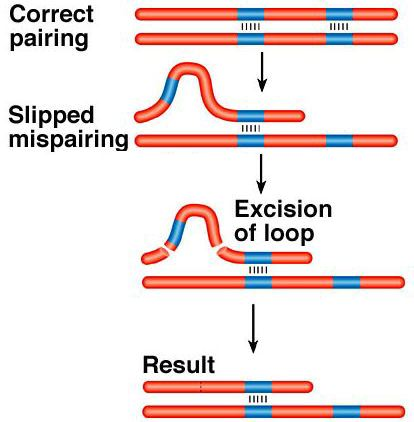 Correct
pairing
Slipped
mispairing
Excision
of loop
Result